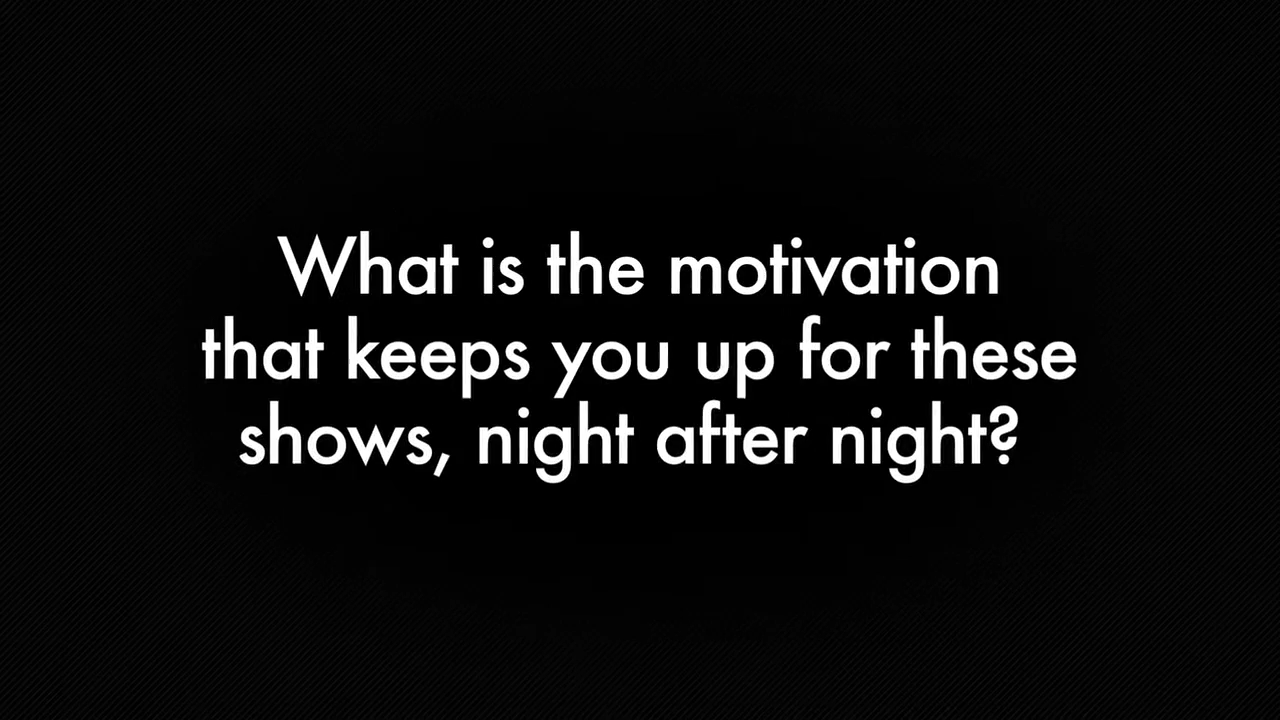 What is the motivation
that keeps you up for these
shows, night after night?